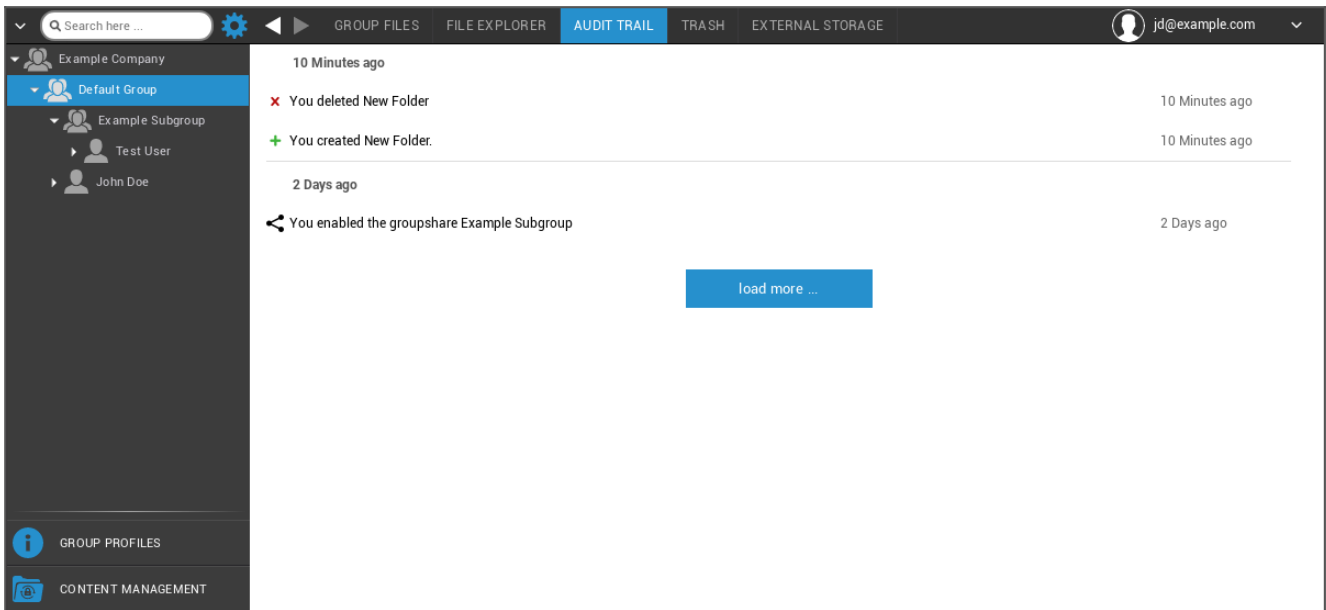 Search here ...
GROUP FILES
FILE EXPLORER
AUDIT TRAIL
TRASH
EXTERNAL STORAGE
jd@example.com
Example Company
Default Group
Example Subgroup
Test User
John Doe
10 Minutes ago
You deleted New Folder 10 Minutes ago
You created New Folder. 10 Minutes ago
2 Days ago
You enabled the groupshare Example Subgroup 2 Days ago
load more ...
GROUP PROFILES
CONTENT MANAGEMENT